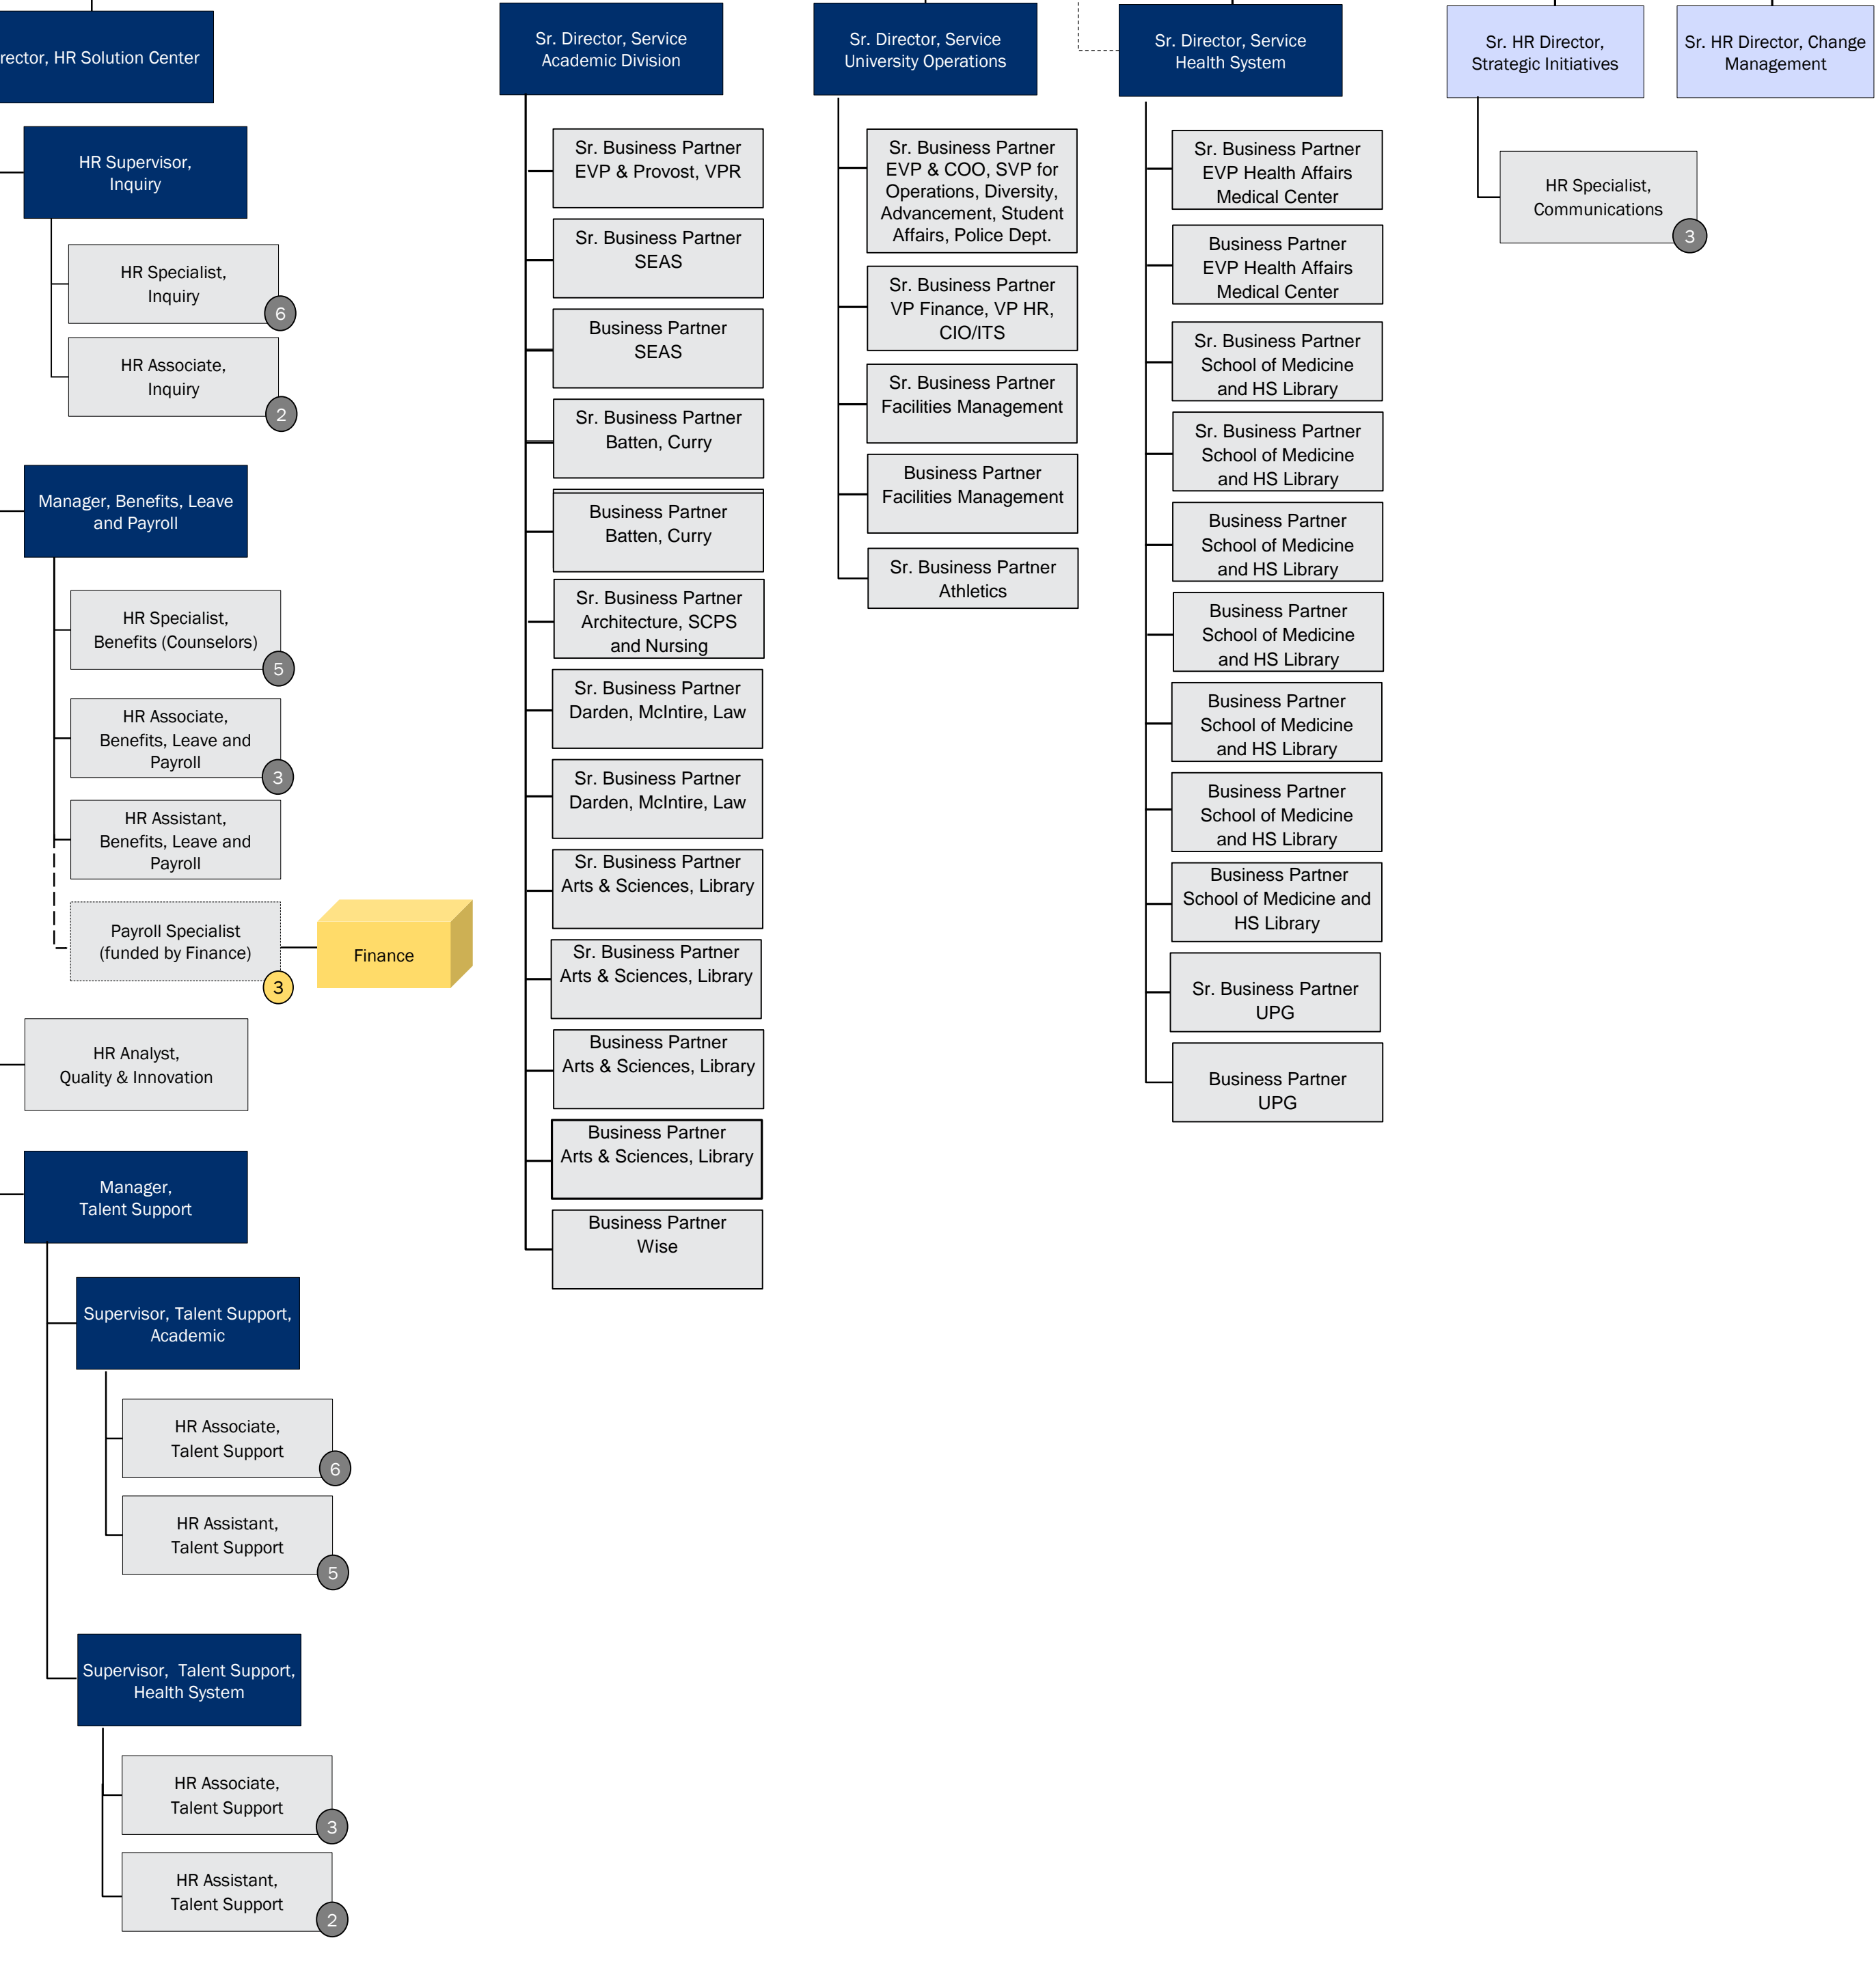 rector, HR Solution Center
HR Supervisor,
Inquiry
HR Specialist,
Inquiry
6
HR Associate,
Inquiry
2
Manager, Benefits, Leave
and Payroll
HR Specialist,
Benefits (Counselors)
5
HR Associate,
Benefits, Leave and
Payroll
3
HR Assistant,
Benefits, Leave and
Payroll
Payroll Specialist
(funded by Finance)
3
Finance
HR Analyst,
Quality & Innovation
Manager,
Talent Support
Supervisor, Talent Support,
Academic
HR Associate,
Talent Support
6
HR Assistant,
Talent Support
5
Supervisor, Talent Support,
Health System
HR Associate,
Talent Support
3
HR Assistant,
Talent Support
2
Sr. Director, Service
Academic Division
Sr. Business Partner
EVP & Provost, VPR
Sr. Business Partner
SEAS
Business Partner
SEAS
Sr. Business Partner
Batten, Curry
Business Partner
Batten, Curry
Sr. Business Partner
Architecture, SCPS
and Nursing
Sr. Business Partner
Darden, McIntire, Law
Sr. Business Partner
Darden, McIntire, Law
Sr. Business Partner
Arts & Sciences, Library
Sr. Business Partner
Arts & Sciences, Library
Business Partner
Arts & Sciences, Library
Business Partner
Arts & Sciences, Library
Business Partner
Wise
Sr. Director, Service
University Operations
Sr. Business Partner
EVP & COO, SVP for
Operations, Diversity,
Advancement, Student
Affairs, Police Dept.
Sr. Business Partner
VP Finance, VP HR,
CIO/ITS
Sr. Business Partner
Facilities Management
Business Partner
Facilities Management
Sr. Business Partner
Athletics
Sr. Director, Service
Health System
Sr. Business Partner
EVP Health Affairs
Medical Center
Business Partner
EVP Health Affairs
Medical Center
Sr. Business Partner
School of Medicine
and HS Library
Sr. Business Partner
School of Medicine
and HS Library
Business Partner
School of Medicine
and HS Library
Business Partner
School of Medicine
and HS Library
Business Partner
School of Medicine
and HS Library
Business Partner
School of Medicine
and HS Library
Business Partner
School of Medicine and
HS Library
Sr. Business Partner
UPG
Business Partner
UPG
Sr. HR Director,
Strategic Initiatives
HR Specialist,
Communications
3
Sr. HR Director, Change
Management